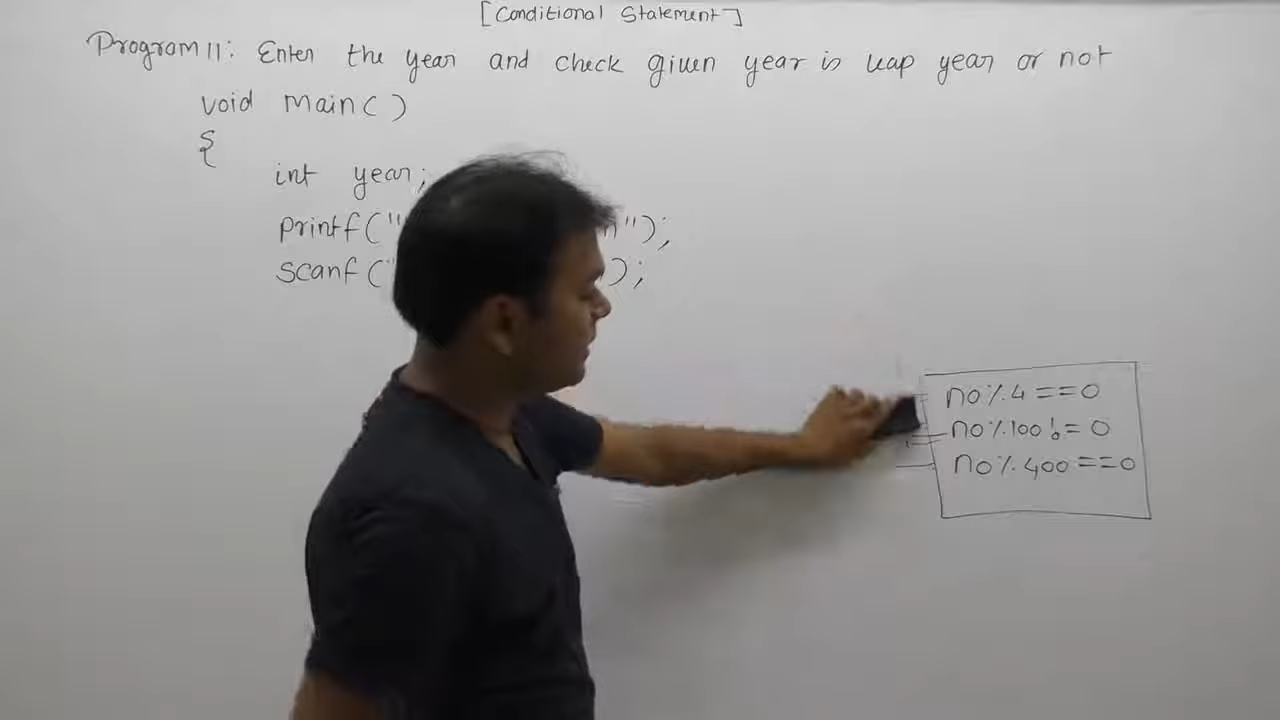 [Conditional Statement]
Program 11: Enter the year and check given year is leap year or not
void main( )
{
int year;
printf("        n");
scanf("        );
no%4==0
no%100!=0
no%400==0